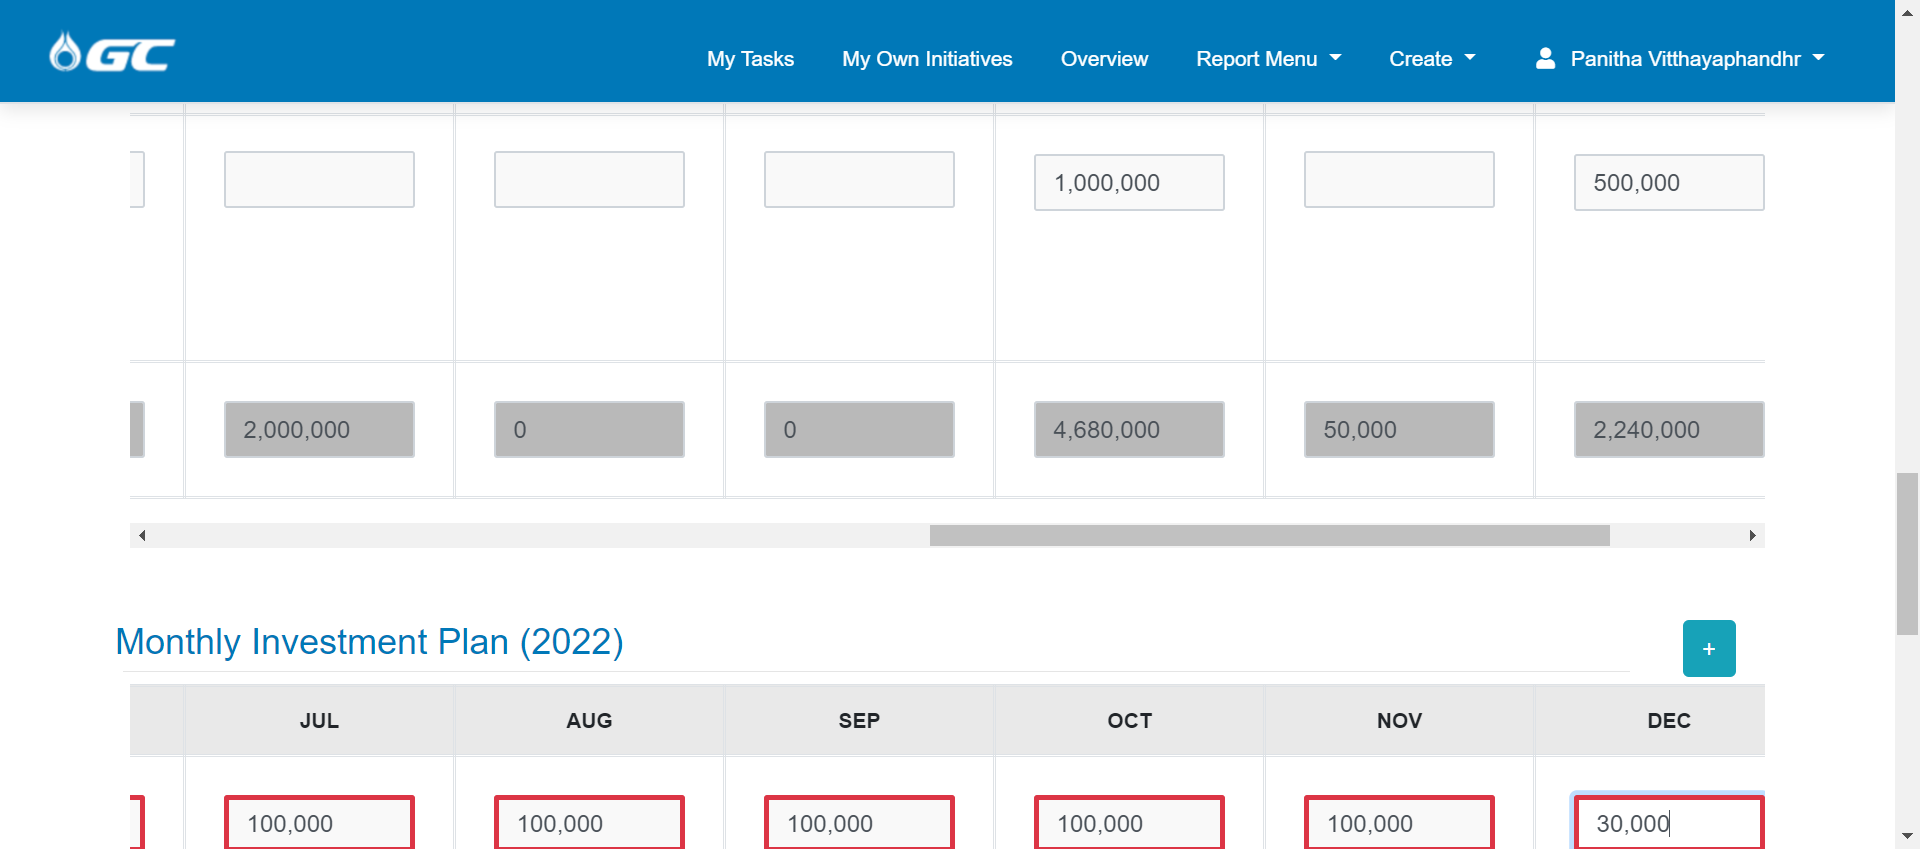 GC
My Tasks My Own Initiatives Overview Report Menu Create Panitha Vitthayaphandhr
1,000,000 500,000
2,000,000 0 0 4,680,000 50,000 2,240,000
Monthly Investment Plan (2022) +
JUL AUG SEP OCT NOV DEC
100,000 100,000 100,000 100,000 100,000 30,000